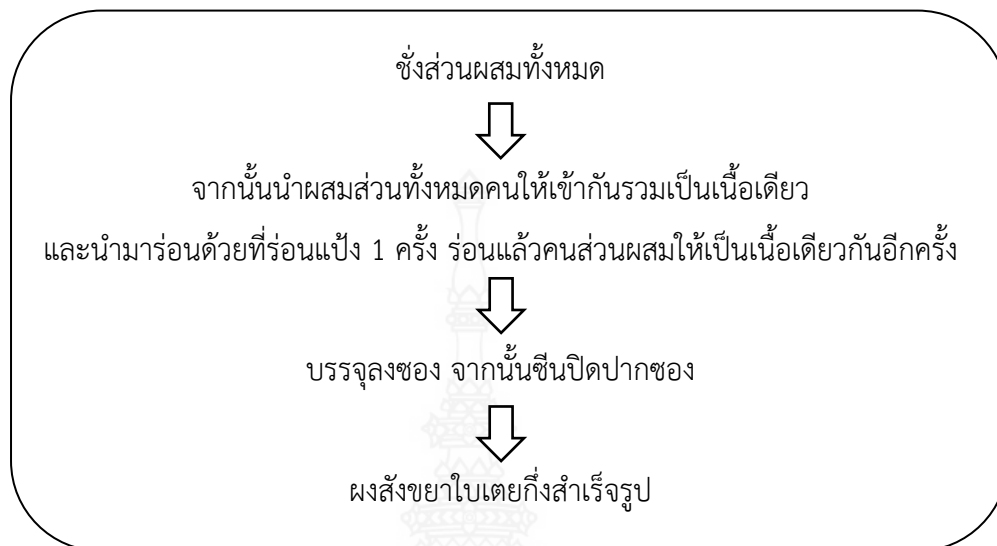 ชั่งส่วนผสมทั้งหมด
จากนั้นนำผสมส่วนทั้งหมดคนให้เข้ากันรวมเป็นเนื้อเดียว
และนำมาร่อนด้วยที่ร่อนแป้ง 1 ครั้ง ร่อนแล้วคนส่วนผสมให้เป็นเนื้อเดียวกันอีกครั้ง
บรรจุลงซอง จากนั้นซีนปิดปากซอง
ผงสังขยาใบเตยกึ่งสำเร็จรูป